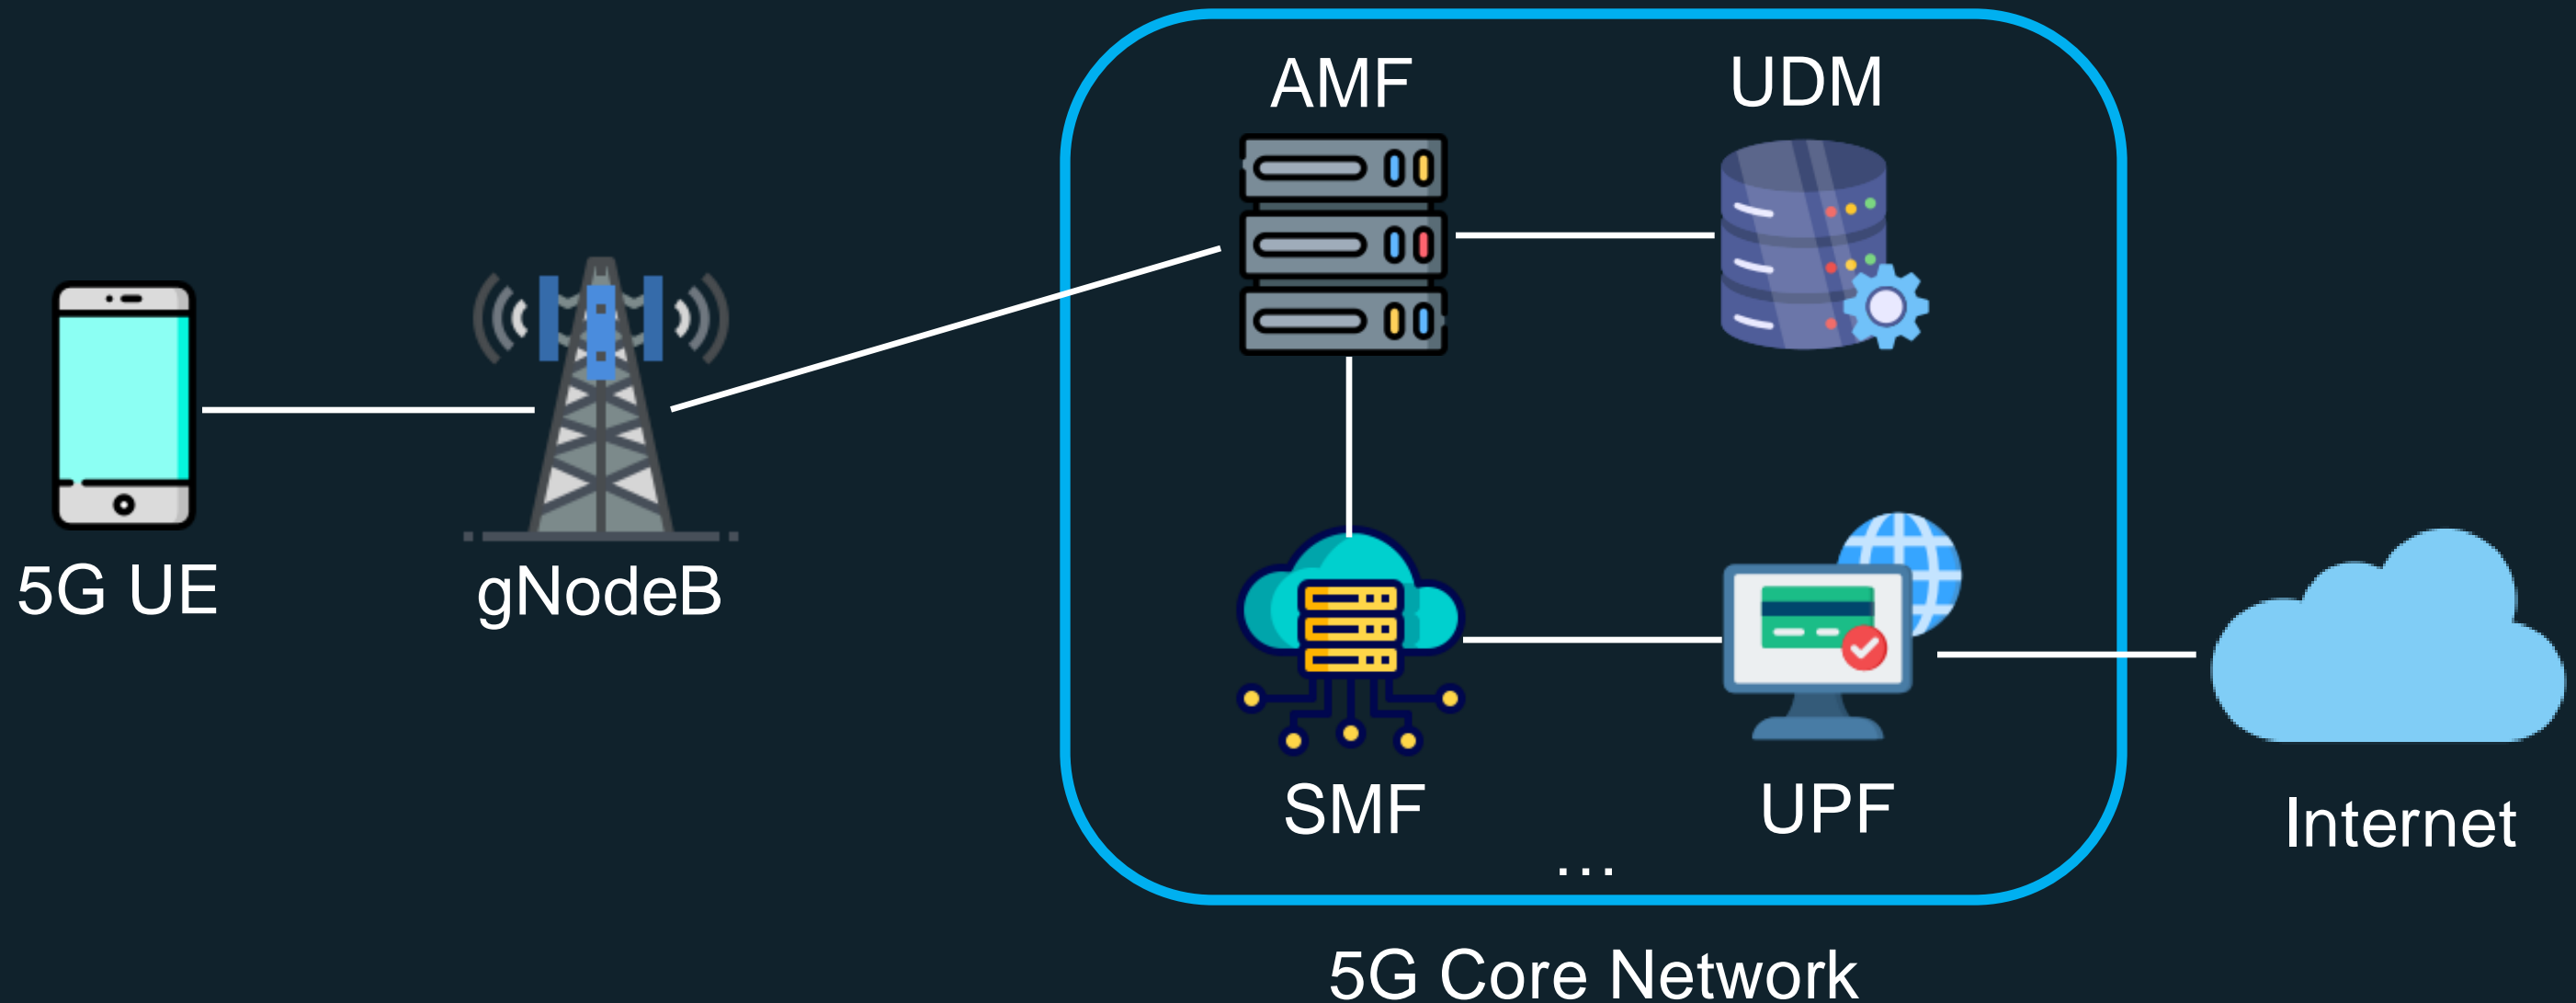 AMF
UDM
5G UE
gNodeB
SMF
UPF
...
Internet
5G Core Network